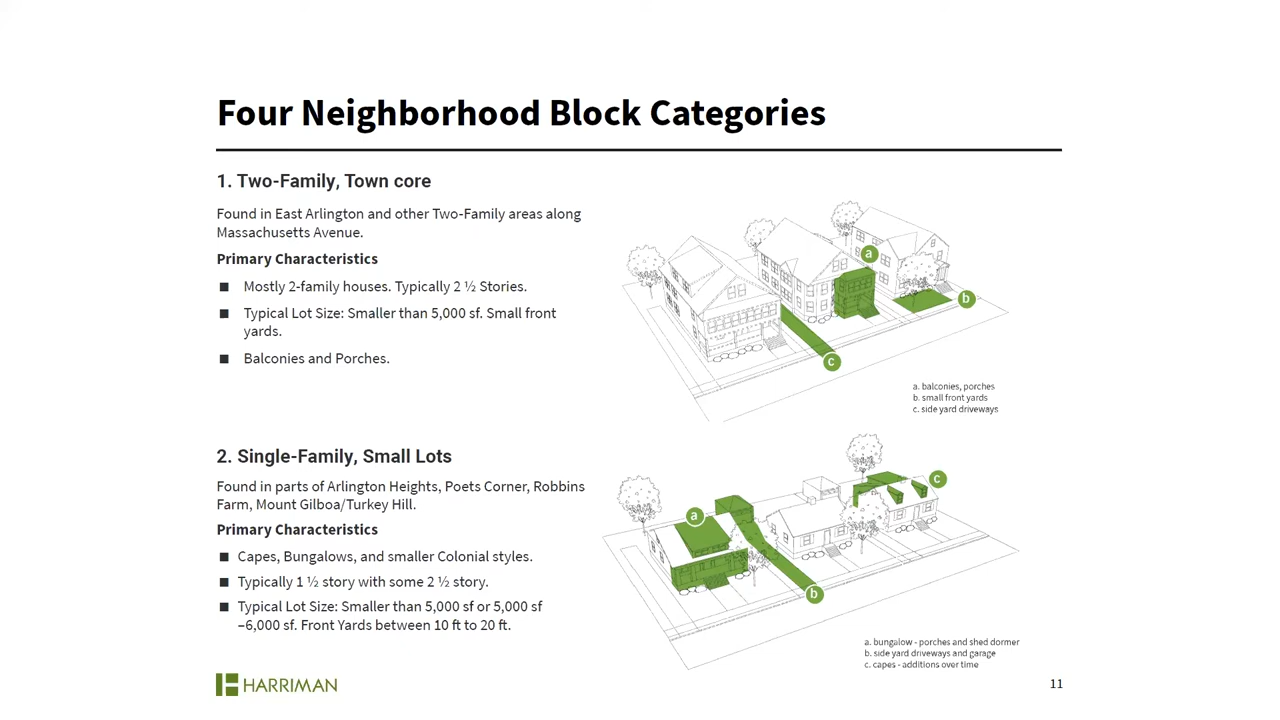 Four Neighborhood Block Categories
1. Two-Family, Town core
Found in East Arlington and other Two-Family areas along
Massachusetts Avenue.
Primary Characteristics
■ Mostly 2-family houses. Typically 2 ½ Stories.
■ Typical Lot Size: Smaller than 5,000 sf. Small front
yards.
■ Balconies and Porches.
a
b
c
a. balconies, porches
b. small front yards
c. side yard driveways
2. Single-Family, Small Lots
Found in parts of Arlington Heights, Poets Corner, Robbins
Farm, Mount Gilboa/Turkey Hill.
Primary Characteristics
■ Capes, Bungalows, and smaller Colonial styles.
■ Typically 1 ½ story with some 2 ½ story.
■ Typical Lot Size: Smaller than 5,000 sf or 5,000 sf
–6,000 sf. Front Yards between 10 ft to 20 ft.
c
a
b
a. bungalow - porches and shed dormer
b. side yard driveways and garage
c. capes - additions over time
HARRIMAN
11